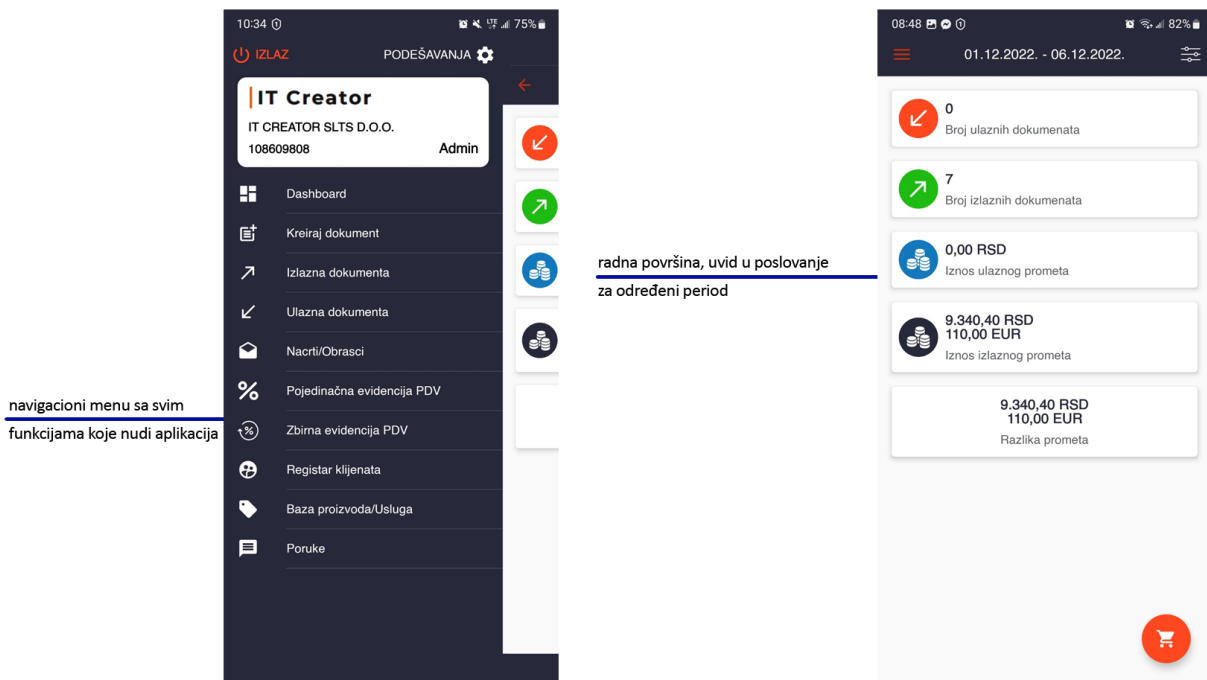 10:34
LTE 75%
IZLAZ
PODEŠAVANJA
IT Creator
IT CREATOR SLTS D.O.O.
108609808
Admin
Dashboard
Kreiraj dokument
Izlazna dokumenta
Ulazna dokumenta
Nacrti/Obrasci
Pojedinačna evidencija PDV
Zbirna evidencija PDV
Registar klijenata
Baza proizvoda/Usluga
Poruke
navigacioni menu sa svim
funkcijama koje nudi aplikacija
radna površina, uvid u poslovanje
za određeni period
08:48
82%
01.12.2022. - 06.12.2022.
0
Broj ulaznih dokumenata
7
Broj izlaznih dokumenata
0,00 RSD
Iznos ulaznog prometa
9.340,40 RSD
110,00 EUR
Iznos izlaznog prometa
9.340,40 RSD
110,00 EUR
Razlika prometa